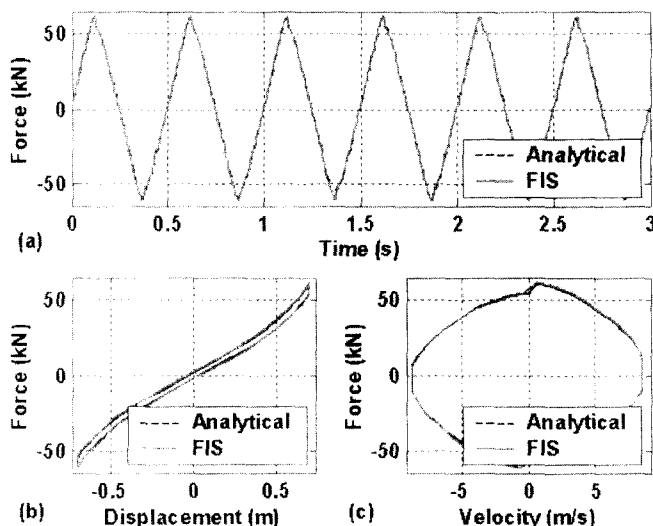 Force (kN)
50
0
-50
Analytical
FIS
0 0.5 1 1.5 2 2.5 3
(a)
Time (s)
Force (kN)
50
0
-50
Analytical
FIS
-0.5 0 0.5
(b)
Displacement (m)
Force (kN)
50
0
-50
Analytical
FIS
-5 0 5
(c)
Velocity (m/s)